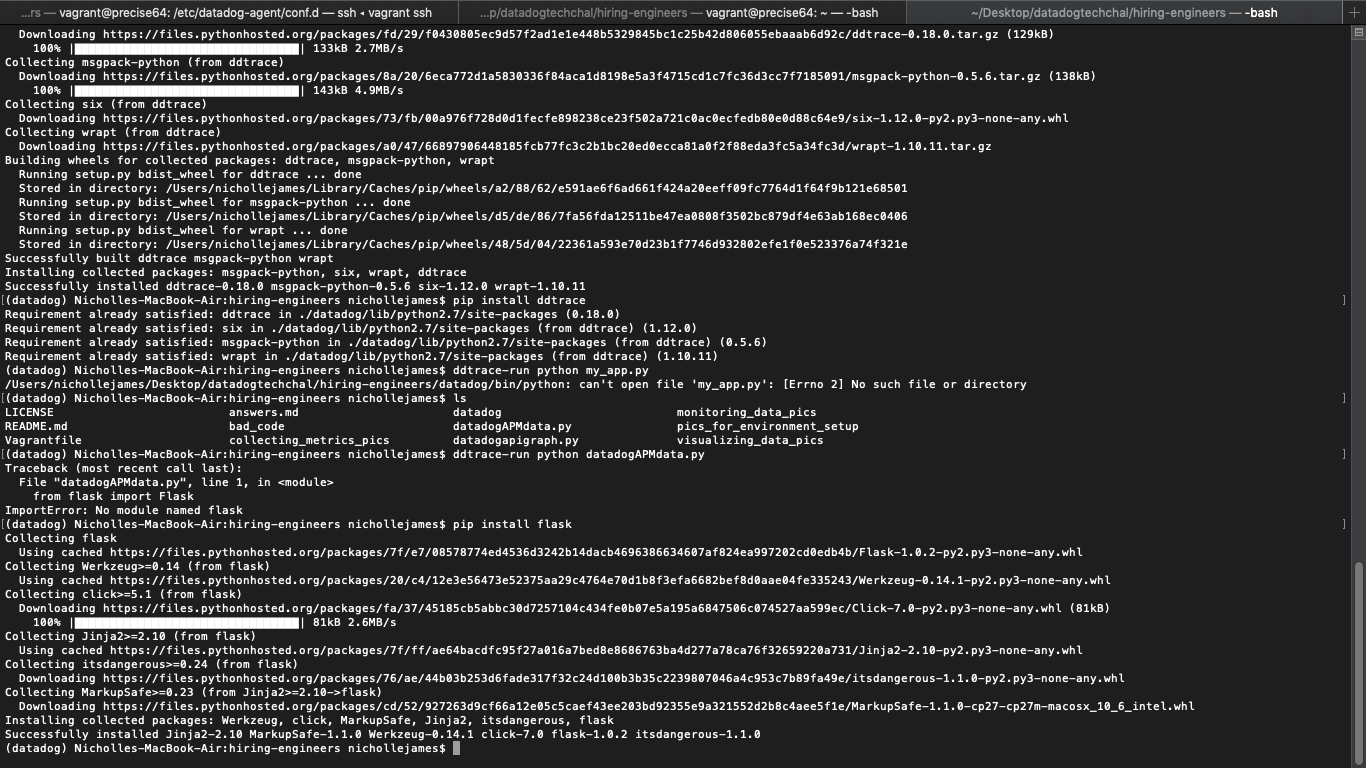 ...rs — vagrant@precise64: /etc/datadog-agent/conf.d — ssh ◂ vagrant ssh
...p/datadogtechchal/hiring-engineers — vagrant@precise64: ~ — -bash
~/Desktop/datadogtechchal/hiring-engineers — -bash
Downloading https://files.pythonhosted.org/packages/fd/29/f0430805ec9d57f2ad1e1e448b5329845bc1c25b42d806055ebaaab6d92c/ddtrace-0.18.0.tar.gz (129kB)
100% |████████████████████████████████| 133kB 2.7MB/s
Collecting msgpack-python (from ddtrace)
Downloading https://files.pythonhosted.org/packages/8a/20/6eca772d1a5830336f84aca1d8198e5a3f4715cd1c7fc36d3cc7f7185091/msgpack-python-0.5.6.tar.gz (138kB)
100% |████████████████████████████████| 143kB 4.9MB/s
Collecting six (from ddtrace)
Downloading https://files.pythonhosted.org/packages/73/fb/00a976f728d0d1fecfe898238ce23f502a721c0ac0ecfedb80e0d88c64e9/six-1.12.0-py2.py3-none-any.whl
Collecting wrapt (from ddtrace)
Downloading https://files.pythonhosted.org/packages/a0/47/66897906448185fcb77fc3c2b1bc20ed0ecca81a0f2f88eda3fc5a34fc3d/wrapt-1.10.11.tar.gz
Building wheels for collected packages: ddtrace, msgpack-python, wrapt
Running setup.py bdist_wheel for ddtrace ... done
Stored in directory: /Users/nichollejames/Library/Caches/pip/wheels/a2/88/62/e591ae6f6ad661f424a20eeff09fc7764d1f64f9b121e68501
Running setup.py bdist_wheel for msgpack-python ... done
Stored in directory: /Users/nichollejames/Library/Caches/pip/wheels/d5/de/86/7fa56fda12511be47ea0808f3502bc879df4e63ab168ec0406
Running setup.py bdist_wheel for wrapt ... done
Stored in directory: /Users/nichollejames/Library/Caches/pip/wheels/48/5d/04/22361a593e70d23b1f7746d932802efe1f0e523376a74f321e
Successfully built ddtrace msgpack-python wrapt
Installing collected packages: msgpack-python, six, wrapt, ddtrace
Successfully installed ddtrace-0.18.0 msgpack-python-0.5.6 six-1.12.0 wrapt-1.10.11
[(datadog) Nicholles-MacBook-Air:hiring-engineers nichollejames$ pip install ddtrace ]
Requirement already satisfied: ddtrace in ./datadog/lib/python2.7/site-packages (0.18.0)
Requirement already satisfied: six in ./datadog/lib/python2.7/site-packages (from ddtrace) (1.12.0)
Requirement already satisfied: msgpack-python in ./datadog/lib/python2.7/site-packages (from ddtrace) (0.5.6)
Requirement already satisfied: wrapt in ./datadog/lib/python2.7/site-packages (from ddtrace) (1.10.11)
[(datadog) Nicholles-MacBook-Air:hiring-engineers nichollejames$ ddtrace-run python my_app.py ]
/Users/nichollejames/Desktop/datadogtechchal/hiring-engineers/datadog/bin/python: can't open file 'my_app.py': [Errno 2] No such file or directory
[(datadog) Nicholles-MacBook-Air:hiring-engineers nichollejames$ ls ]
LICENSE answers.md datadog monitoring_data_pics
README.md bad_code datadogAPMdata.py pics_for_environment_setup
Vagrantfile collecting_metrics_pics datadogapigraph.py visualizing_data_pics
[(datadog) Nicholles-MacBook-Air:hiring-engineers nichollejames$ ddtrace-run python datadogAPMdata.py ]
Traceback (most recent call last):
File "datadogAPMdata.py", line 1, in <module>
from flask import Flask
ImportError: No module named flask
[(datadog) Nicholles-MacBook-Air:hiring-engineers nichollejames$ pip install flask ]
Collecting flask
Using cached https://files.pythonhosted.org/packages/7f/e7/08578774ed4536d3242b14dacb4696386634607af824ea997202cd0edb4b/Flask-1.0.2-py2.py3-none-any.whl
Collecting Werkzeug>=0.14 (from flask)
Using cached https://files.pythonhosted.org/packages/20/c4/12e3e56473e52375aa29c4764e70d1b8f3efa6682bef8d0aae04fe335243/Werkzeug-0.14.1-py2.py3-none-any.whl
Collecting click>=5.1 (from flask)
Downloading https://files.pythonhosted.org/packages/fa/37/45185cb5abbc30d7257104c434fe0b07e5a195a6847506c074527aa599ec/Click-7.0-py2.py3-none-any.whl (81kB)
100% |████████████████████████████████| 81kB 2.6MB/s
Collecting Jinja2>=2.10 (from flask)
Using cached https://files.pythonhosted.org/packages/7f/ff/ae64bacdfc95f27a016a7bed8e8686763ba4d277a78ca76f32659220a731/Jinja2-2.10-py2.py3-none-any.whl
Collecting itsdangerous>=0.24 (from flask)
Downloading https://files.pythonhosted.org/packages/76/ae/44b03b253d6fade317f32c24d100b3b35c2239807046a4c953c7b89fa49e/itsdangerous-1.1.0-py2.py3-none-any.whl
Collecting MarkupSafe>=0.23 (from Jinja2>=2.10->flask)
Downloading https://files.pythonhosted.org/packages/cd/52/927263d9cf66a12e05c5caef43ee203bd92355e9a321552d2b8c4aee5f1e/MarkupSafe-1.1.0-cp27-cp27m-macosx_10_6_intel.whl
Installing collected packages: Werkzeug, click, MarkupSafe, Jinja2, itsdangerous, flask
Successfully installed Jinja2-2.10 MarkupSafe-1.1.0 Werkzeug-0.14.1 click-7.0 flask-1.0.2 itsdangerous-1.1.0
(datadog) Nicholles-MacBook-Air:hiring-engineers nichollejames$